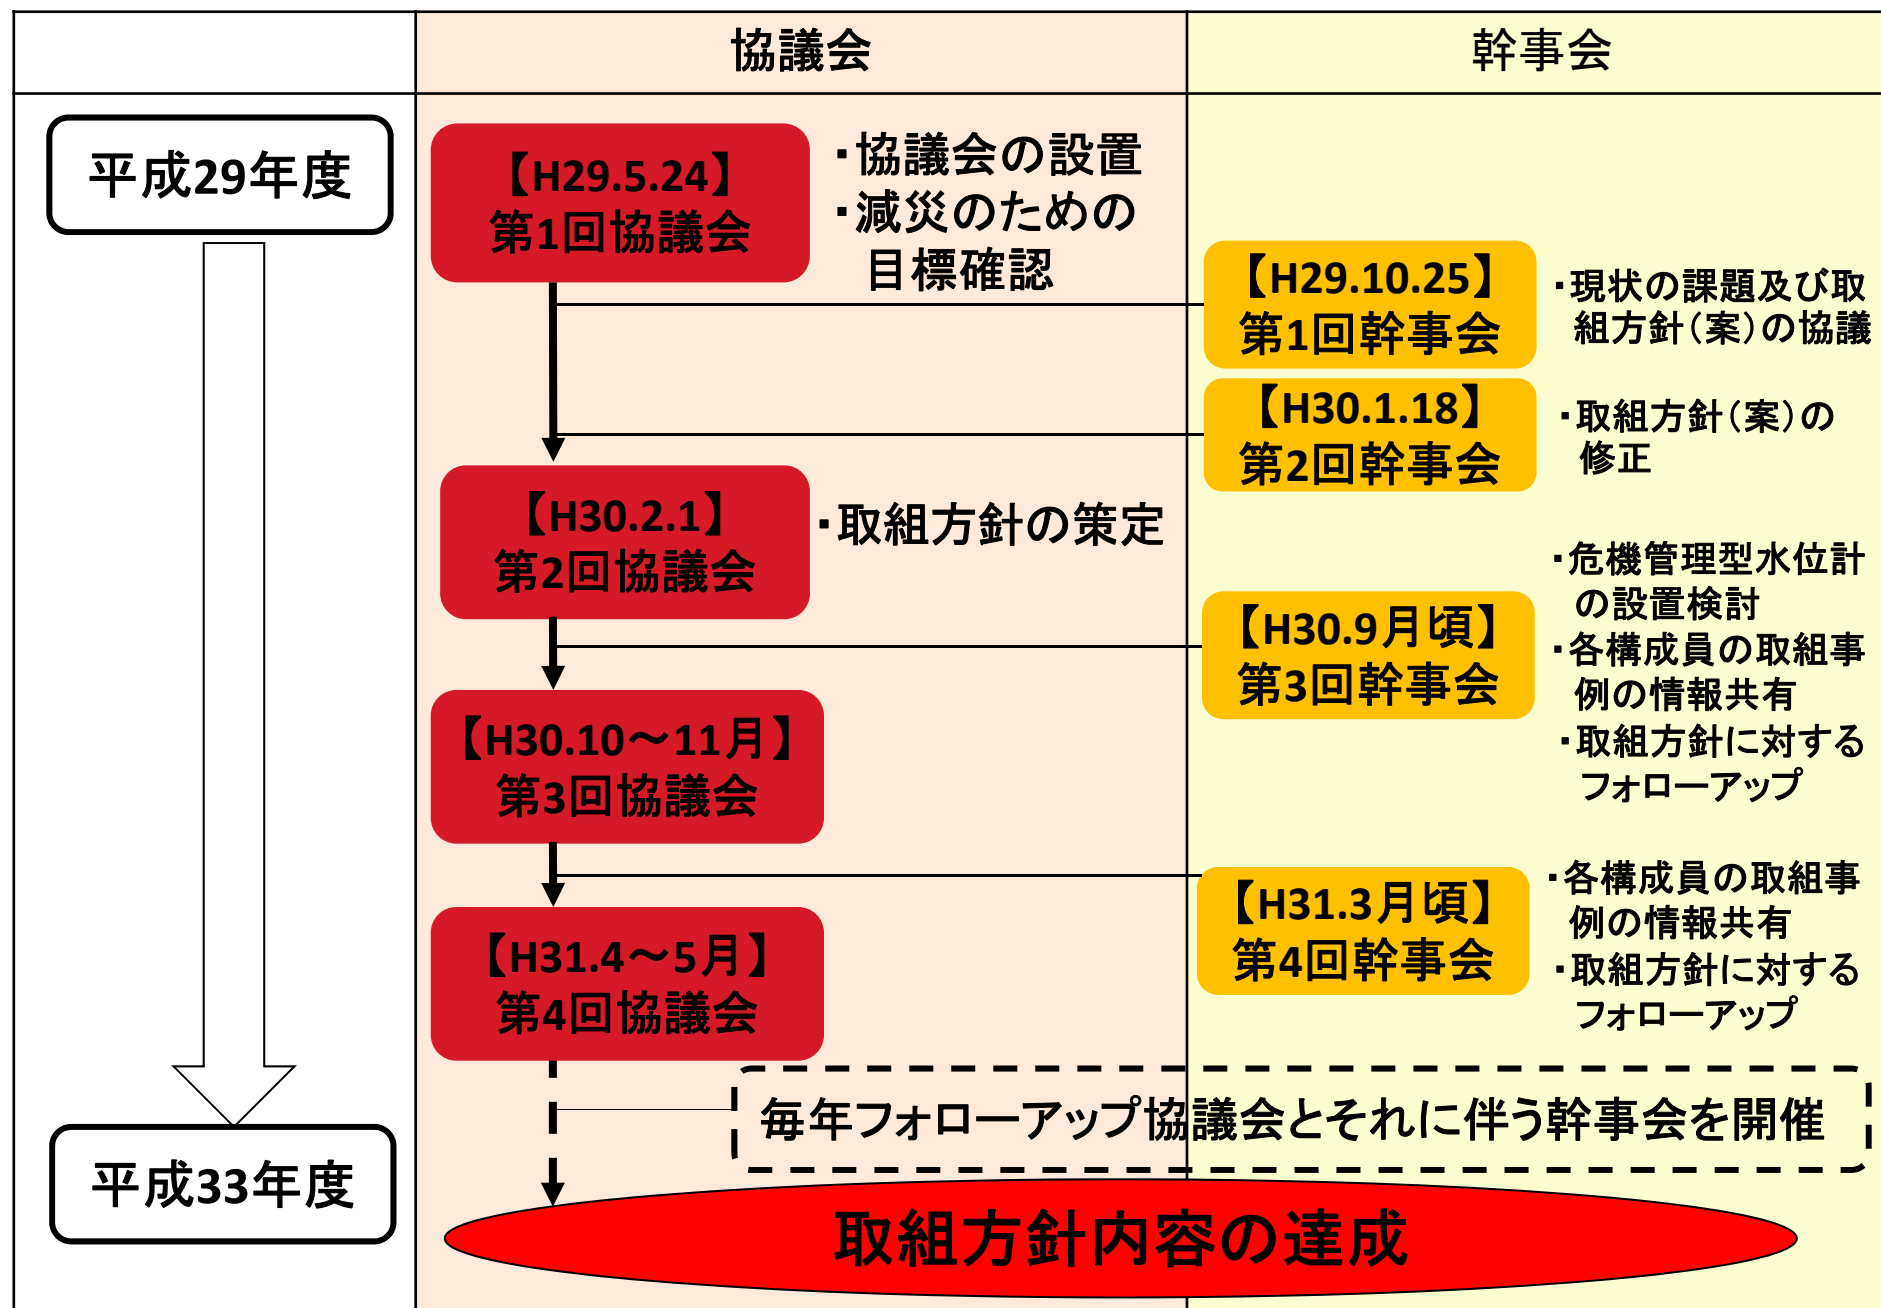 協議会
幹事会
平成29年度
【H29.5.24】
第1回協議会
・協議会の設置
・減災のための
目標確認
【H29.10.25】
第1回幹事会
・現状の課題及び取
組方針（案）の協議
【H30.1.18】
第2回幹事会
・取組方針（案）の
修正
【H30.2.1】
第2回協議会
・取組方針の策定
【H30.9月頃】
第3回幹事会
・危機管理型水位計
の設置検討
・各構成員の取組事
例の情報共有
・取組方針に対する
フォローアップ
【H30.10～11月】
第3回協議会
【H31.3月頃】
第4回幹事会
・各構成員の取組事
例の情報共有
・取組方針に対する
フォローアップ
【H31.4～5月】
第4回協議会
毎年フォローアップ協議会とそれに伴う幹事会を開催
平成33年度
取組方針内容の達成